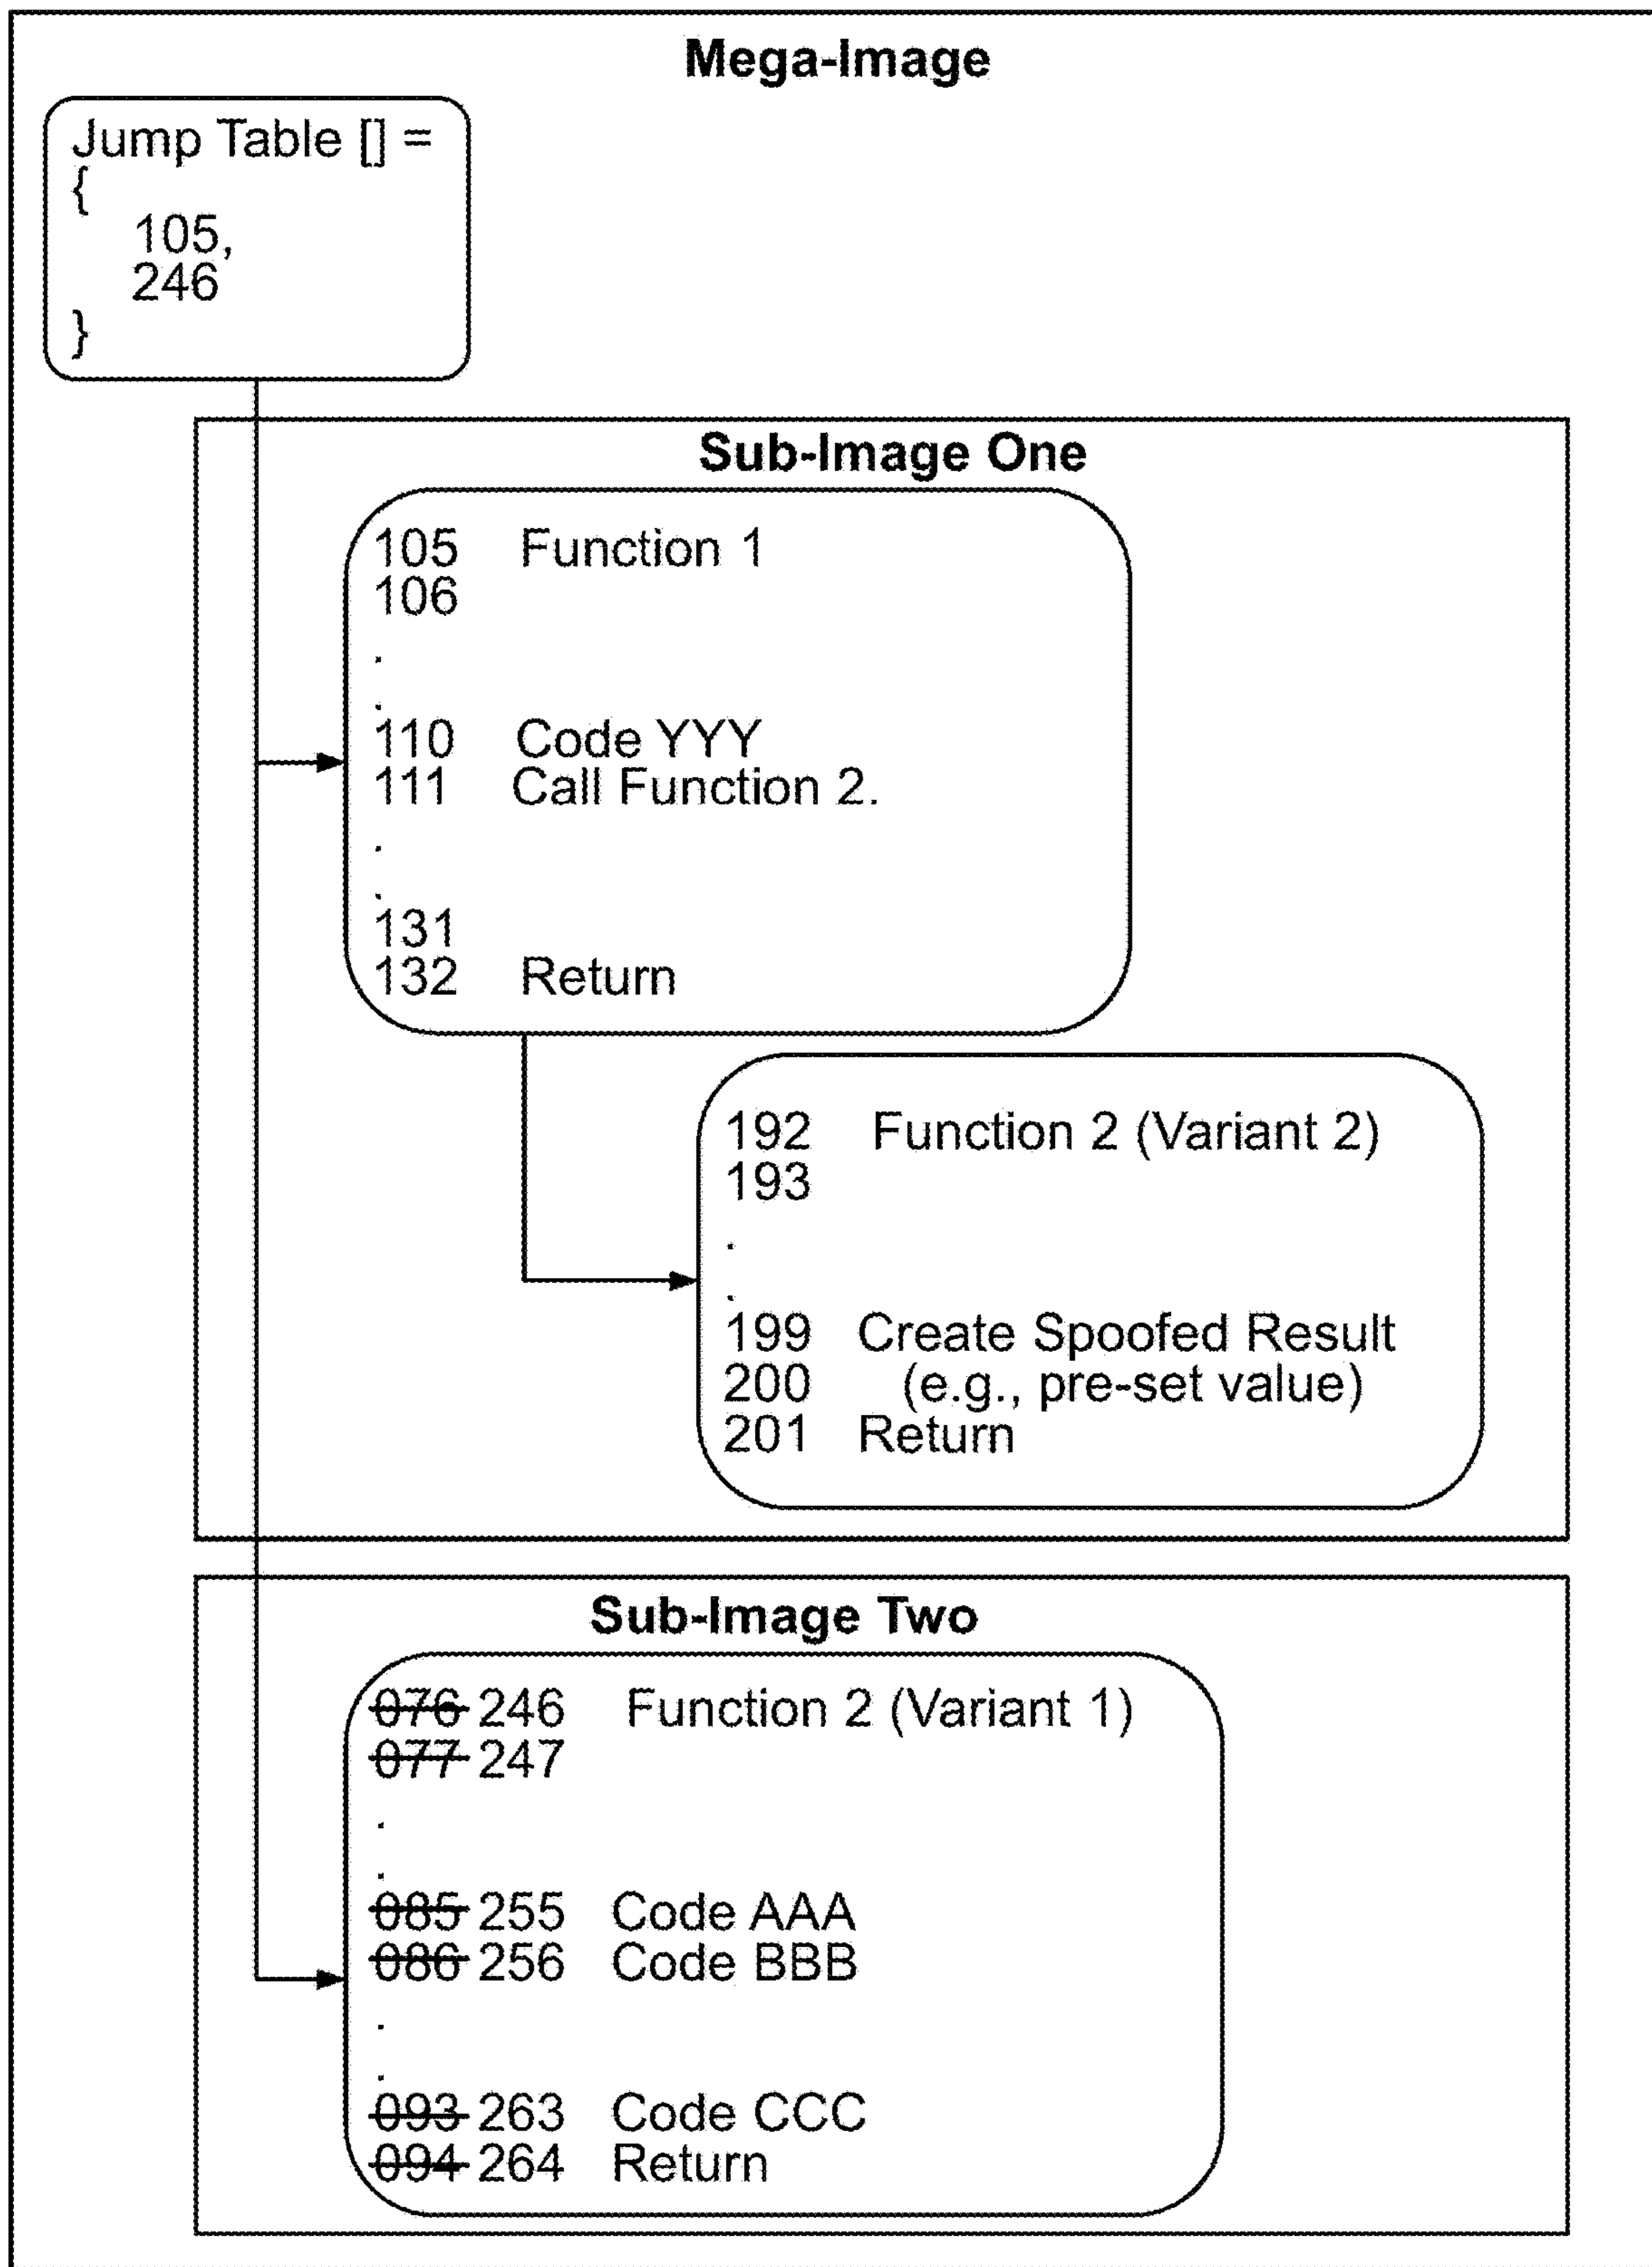 Mega-Image
Jump Table [] =
{
105,
246
}
Sub-Image One
105 Function 1
106
.
.
110 Code YYY
111 Call Function 2.
.
.
131
132 Return
192 Function 2 (Variant 2)
193
.
.
199 Create Spoofed Result
200 (e.g., pre-set value)
201 Return
Sub-Image Two
076 246 Function 2 (Variant 1)
077 247
.
.
085 255 Code AAA
086 256 Code BBB
.
.
093 263 Code CCC
094 264 Return